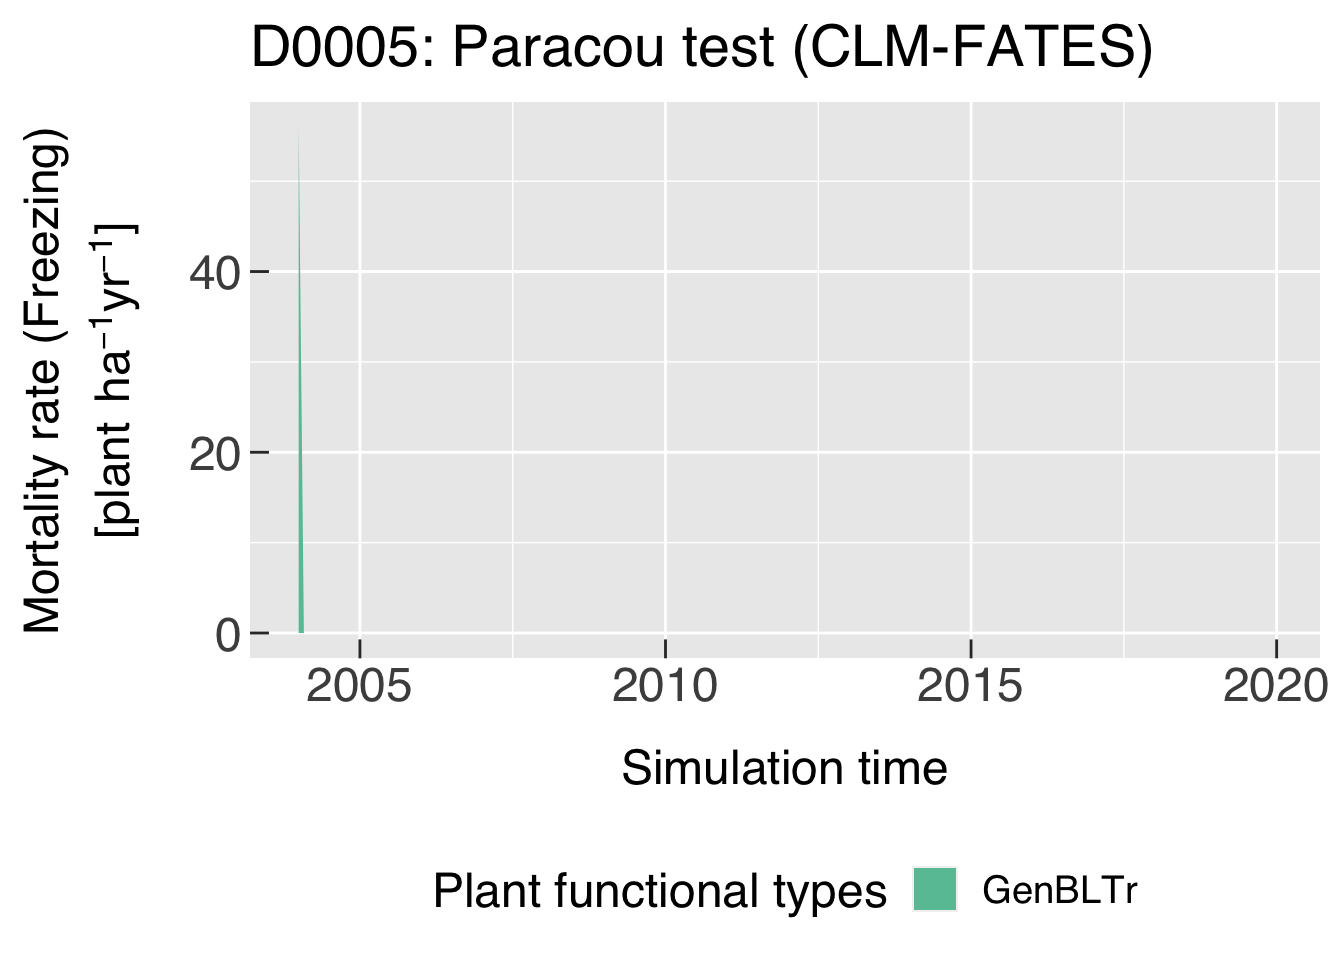 D0005: Paracou test (CLM-FATES)
Mortality rate (Freezing)
[plant ha⁻¹yr⁻¹]
40
20
0
2005 2010 2015 2020
Simulation time
Plant functional types GenBLTr